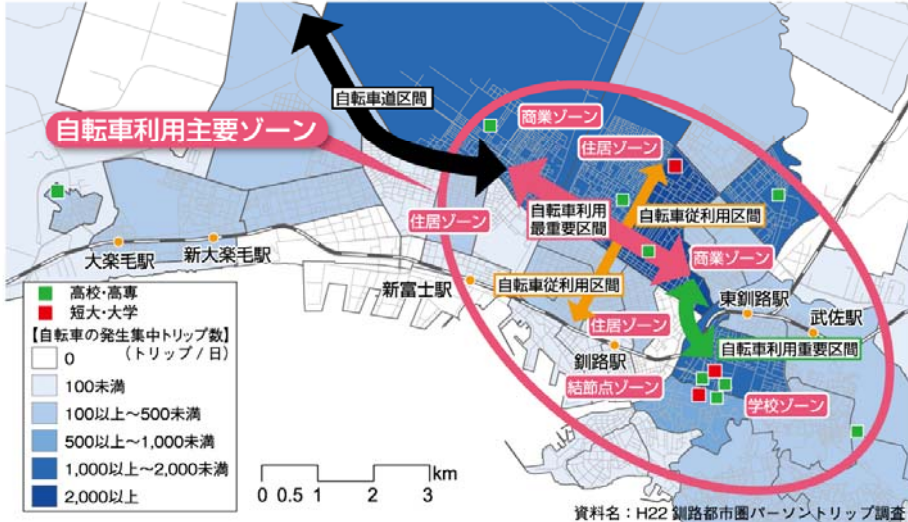 自転車道区間
商業ゾーン
自転車利用主要ゾーン
住居ゾーン
住居ゾーン
自転車利用
最重要区間
自転車従利用区間
商業ゾーン
大楽毛駅
新大楽毛駅
新富士駅
自転車従利用区間
東釧路駅
武佐駅
住居ゾーン
釧路駅
自転車利用重要区間
結節点ゾーン
学校ゾーン
高校・高専
短大・大学
【自転車の発生集中トリップ数】
(トリップ / 日)
0
100未満
100以上～500未満
500以上～1,000未満
1,000以上～2,000未満
2,000以上
km
0 0.5 1 2 3
資料名:H22 釧路都市圏パーソントリップ調査